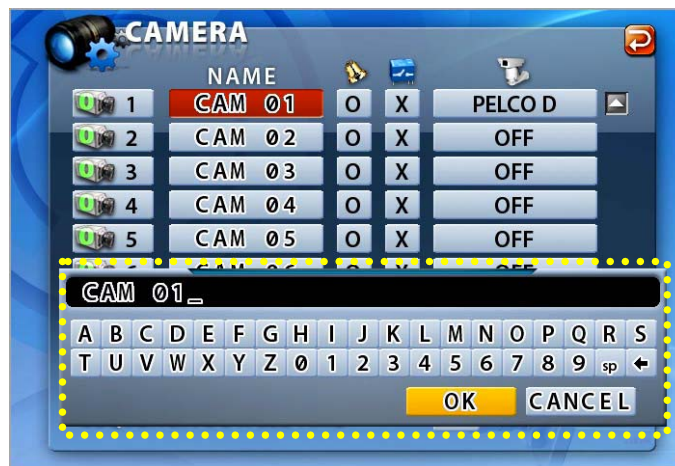 CAMERA
NAME
1 CAM 01 O X PELCO D
2 CAM 02 O X OFF
3 CAM 03 O X OFF
4 CAM 04 O X OFF
5 CAM 05 O X OFF
CAM 01_
A B C D E F G H I J K L M N O P Q R S
T U V W X Y Z 0 1 2 3 4 5 6 7 8 9 sp ←
OK CANCEL